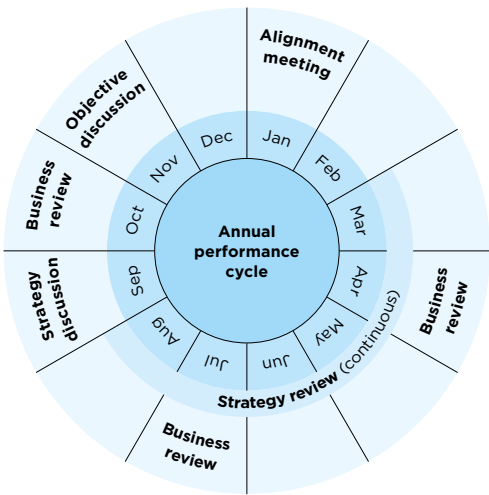 Annual
performance
cycle
Jan
Feb
Mar
Apr
May
Jun
Jul
Aug
Sep
Oct
Nov
Dec
Alignment
meeting
Business
review
Strategy review (continuous)
Business
review
Strategy
discussion
Business
review
Objective
discussion